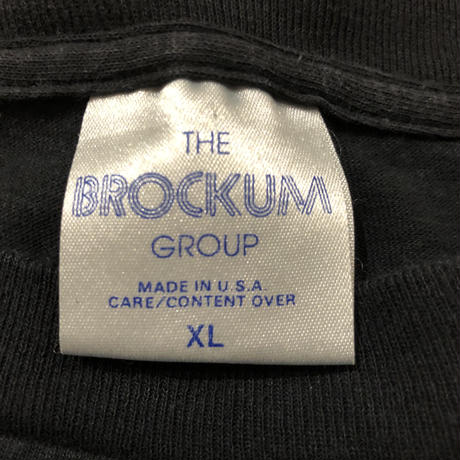 THE
BROCKUM
GROUP
MADE IN U.S.A.
CARE/CONTENT OVER
XL